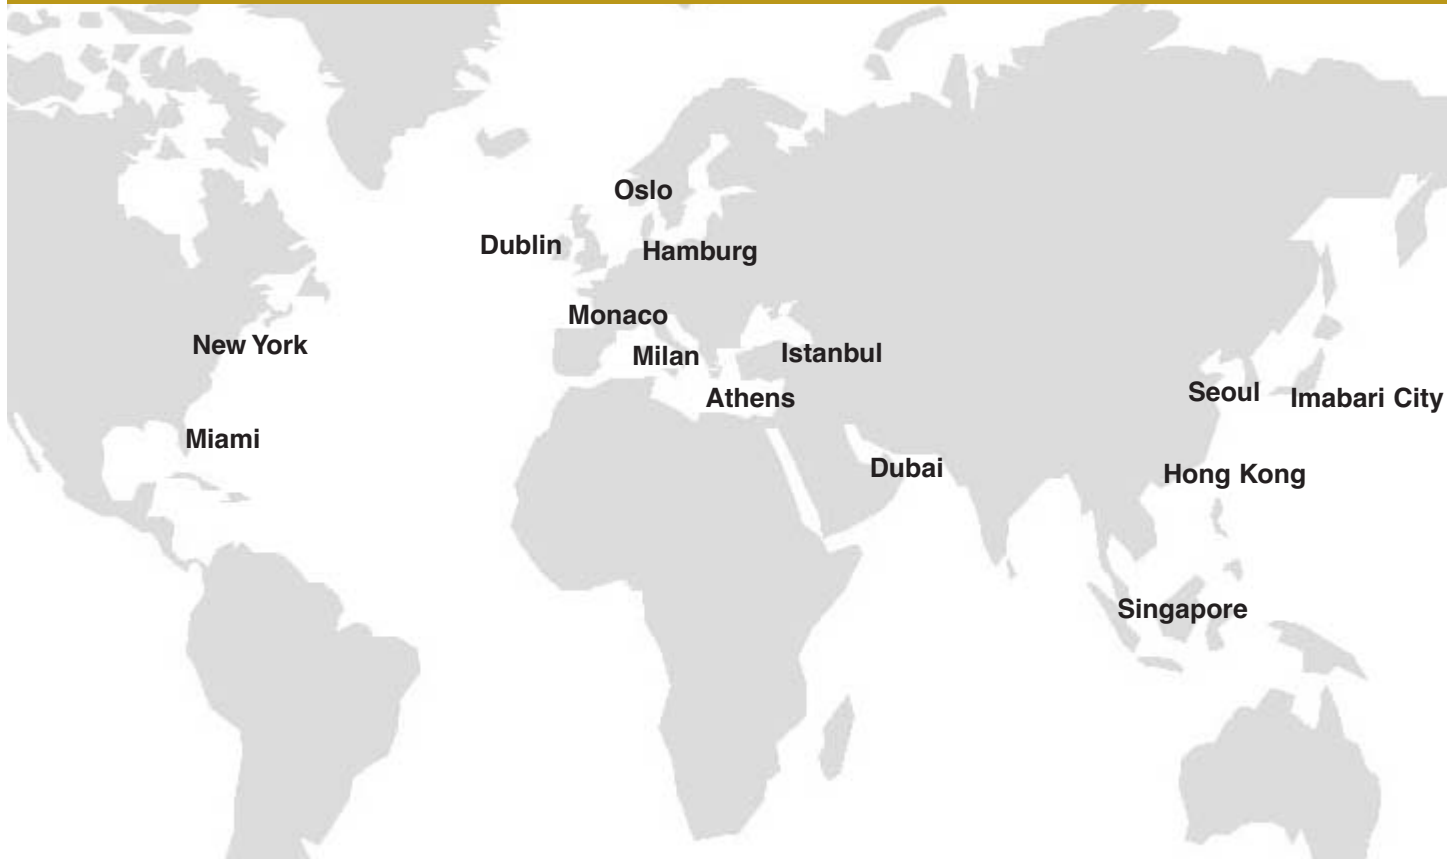 Oslo
Dublin
Hamburg
Monaco
New York
Milan
Istanbul
Seoul
Athens
Imabari City
Miami
Dubai
Hong Kong
Singapore